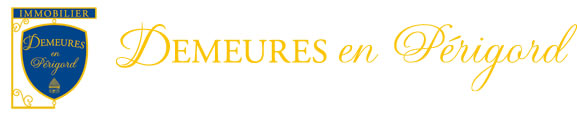 IMMOBILIER
DEMEURES
en
Périgord
DEMEURES en Périgord